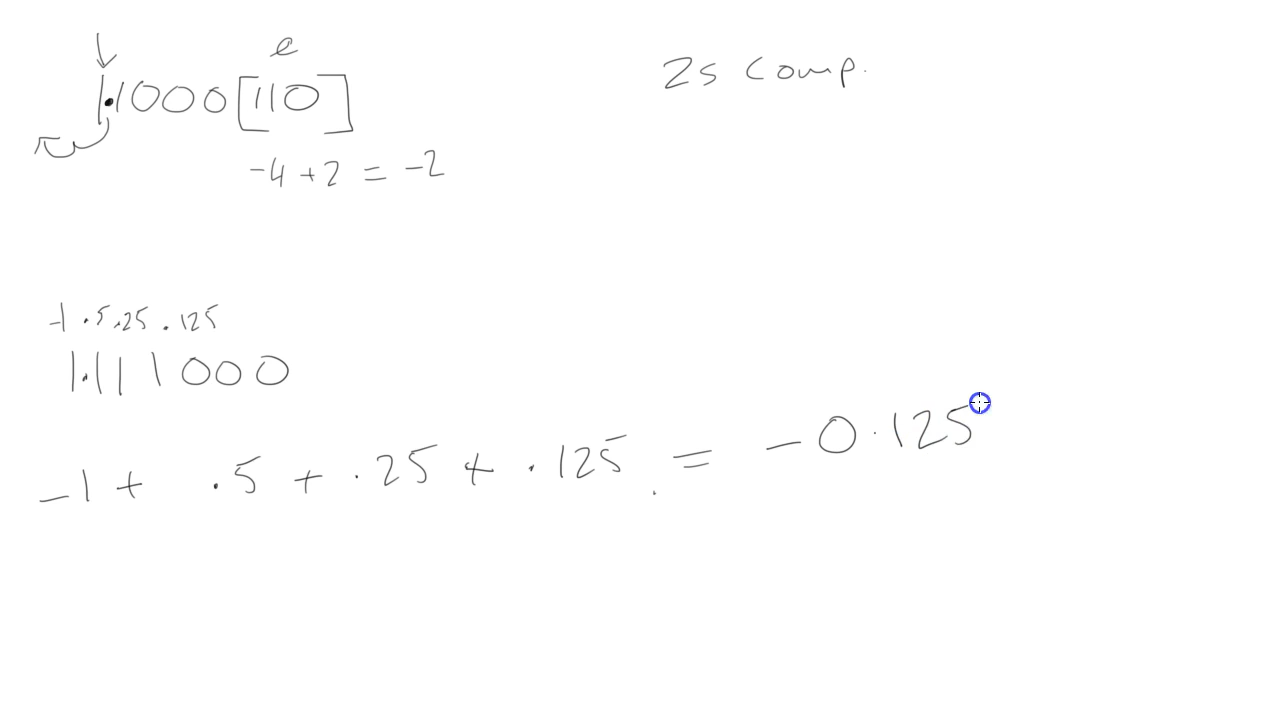 e
2s Comp.
1.1000[110]
-4 + 2 = -2
-1 .5 .25 .125
1.111000
-1 + .5 + .25 + .125 = -0.125